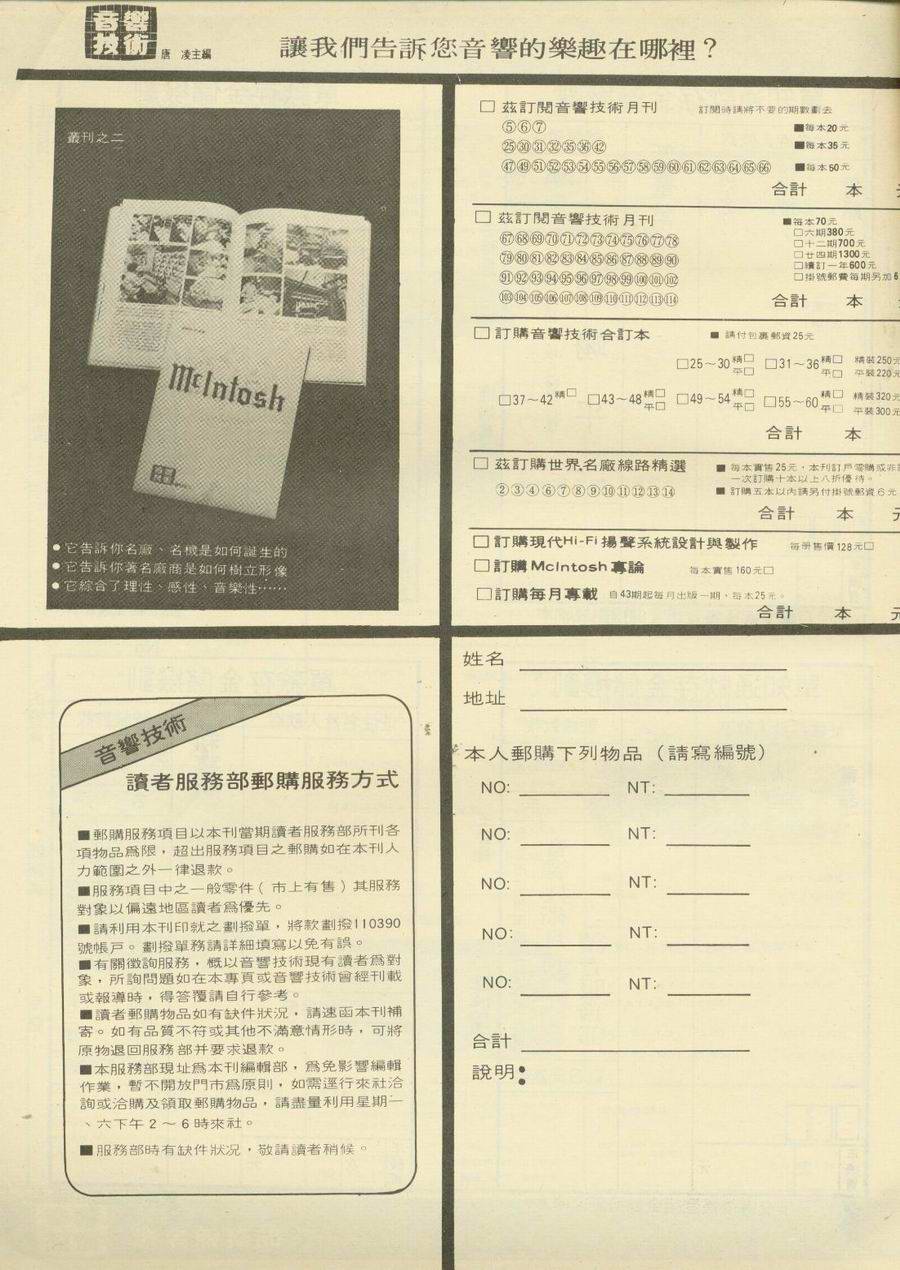 音響
技術
唐 凌主編
讓我們告訴您音響的樂趣在哪裡？
叢刊之二
McIntosh
●它告訴你名廠、名機是如何誕生的
●它告訴你著名廠商是如何樹立形像
●它綜合了理性、感性、音樂性……
□ 茲訂閱音響技術月刊 訂閱時請將不要的期數劃去
⑤⑥⑦ ■每本20元
㉕㉚㉛㉜㉟㊱㊷ ■每本35元
㊼㊾51 52 53 54 55 56 57 58 59 60 61 62 63 64 65 66 ■每本50元
合計 本
□ 茲訂閱音響技術月刊 ■每本70元
67 68 69 70 71 72 73 74 75 76 77 78 □六期380元
□十二期700元
79 80 81 82 83 84 85 86 87 88 89 90 □廿四期1300元
□續訂一年600元
91 92 93 94 95 96 97 98 99 100 101 102 □掛號郵費每期另加6
103 104 105 106 107 108 109 110 111 112 113 114 合計 本
□ 訂購音響技術合訂本 ■ 請付包裹郵資25元
□25～30 精□ 平□ □31～36 精□ 平□ 精裝250元 平裝220元
□37～42 精□ □43～48 精□ 平□ □49～54 精□ 平□ □55～60 精□ 平□ 精裝320元 平裝300元
合計 本
□ 茲訂購世界名廠線路精選 ■ 每本實售25元，本刊訂戶零購或非
一次訂購十本以上八折優待。
②③④⑥⑦⑧⑨⑩⑪⑫⑬⑭ ■ 訂購五本以內請另付掛號郵資6元
合計 本 元
□ 訂購現代Hi-Fi揚聲系統設計與製作 每册售價128元□
□ 訂購McIntosh專論 每本實售160元□
□ 訂購每月專載 自43期起每月出版一期、每本25元。
合計 本 元
音響技術
讀者服務部郵購服務方式
■郵購服務項目以本刊當期讀者服務部所刊各
項物品爲限，超出服務項目之郵購如在本刊人
力範圍之外一律退款。
■服務項目中之一般零件（市上有售）其服務
對象以偏遠地區讀者爲優先。
■請利用本刊印就之劃撥單，將款劃撥110390
號帳戶。劃撥單務請詳細填寫以免有誤。
■有關徵詢服務，概以音響技術現有讀者爲對
象，所詢問題如在本專頁或音響技術曾經刊載
或報導時，得答覆請自行參考。
■讀者郵購物品如有缺件狀況，請速函本刊補
寄。如有品質不符或其他不滿意情形時，可將
原物退回服務部并要求退款。
■本服務部現址爲本刊編輯部，爲免影響編輯
作業，暫不開放門市爲原則，如需逕行來社洽
詢或洽購及領取郵購物品，請盡量利用星期一
、六下午2～6時來社。
■服務部時有缺件狀况，敬請讀者稍候。
姓名
地址
本人郵購下列物品（請寫編號）
NO: NT:
NO: NT:
NO: NT:
NO: NT:
NO: NT:
合計
說明：